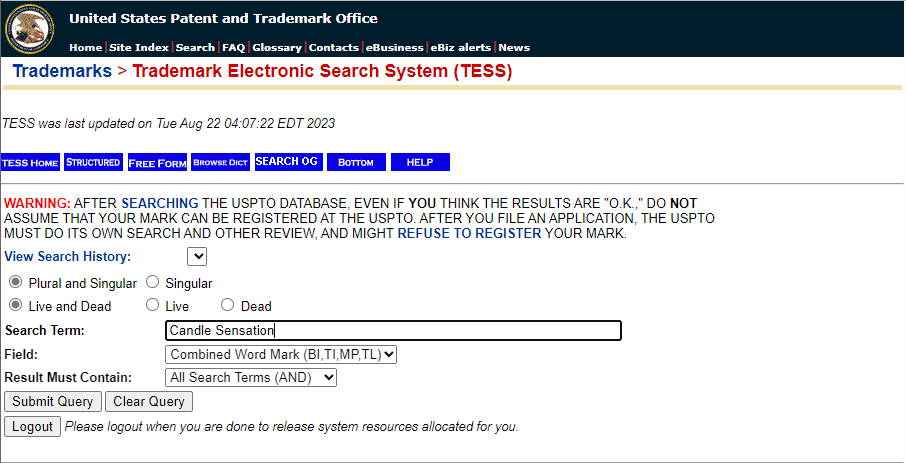 United States Patent and Trademark Office
Home | Site Index | Search | FAQ | Glossary | Contacts | eBusiness | eBiz alerts | News
Trademarks > Trademark Electronic Search System (TESS)
TESS was last updated on Tue Aug 22 04:07:22 EDT 2023
TESS HOME STRUCTURED FREE FORM BROWSE DICT SEARCH OG BOTTOM HELP
WARNING: AFTER SEARCHING THE USPTO DATABASE, EVEN IF YOU THINK THE RESULTS ARE "O.K.," DO NOT
ASSUME THAT YOUR MARK CAN BE REGISTERED AT THE USPTO. AFTER YOU FILE AN APPLICATION, THE USPTO
MUST DO ITS OWN SEARCH AND OTHER REVIEW, AND MIGHT REFUSE TO REGISTER YOUR MARK.
View Search History:
Plural and Singular Singular
Live and Dead Live Dead
Search Term: Candle Sensation
Field: Combined Word Mark (BI,TI,MP,TL)
Result Must Contain: All Search Terms (AND)
Submit Query Clear Query
Logout Please logout when you are done to release system resources allocated for you.